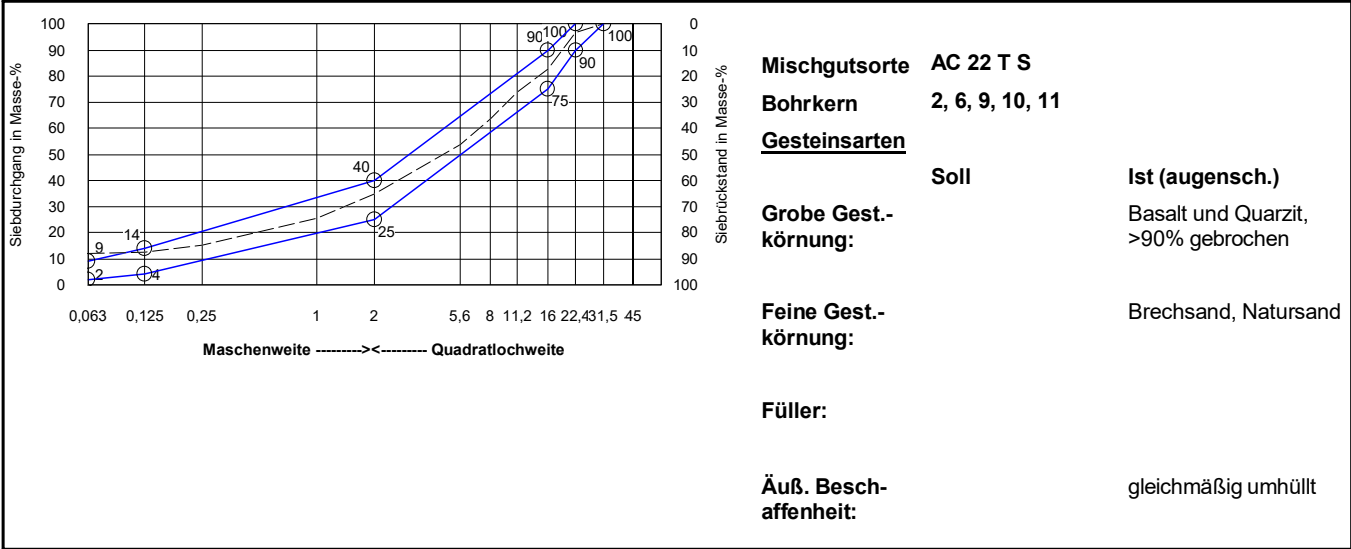 100
90
80
70
60
50
40
30
20
10
0
Siebdurchgang in Masse-%
0
10
20
30
40
50
60
70
80
90
100
Siebrückstand in Masse-%
9
14
40
90
100
2
4
25
75
90
100
0,063 0,125 0,25 1 2 5,6 8 11,2 16 22,4 31,5 45
Maschenweite ---------><--------- Quadratlochweite
Mischgutsorte AC 22 T S
Bohrkern 2, 6, 9, 10, 11
Gesteinsarten
Soll Ist (augensch.)
Grobe Gest.- Basalt und Quarzit,
körnung: >90% gebrochen
Feine Gest.- Brechsand, Natursand
körnung:
Füller:
Äuß. Besch- gleichmäßig umhüllt
affenheit: